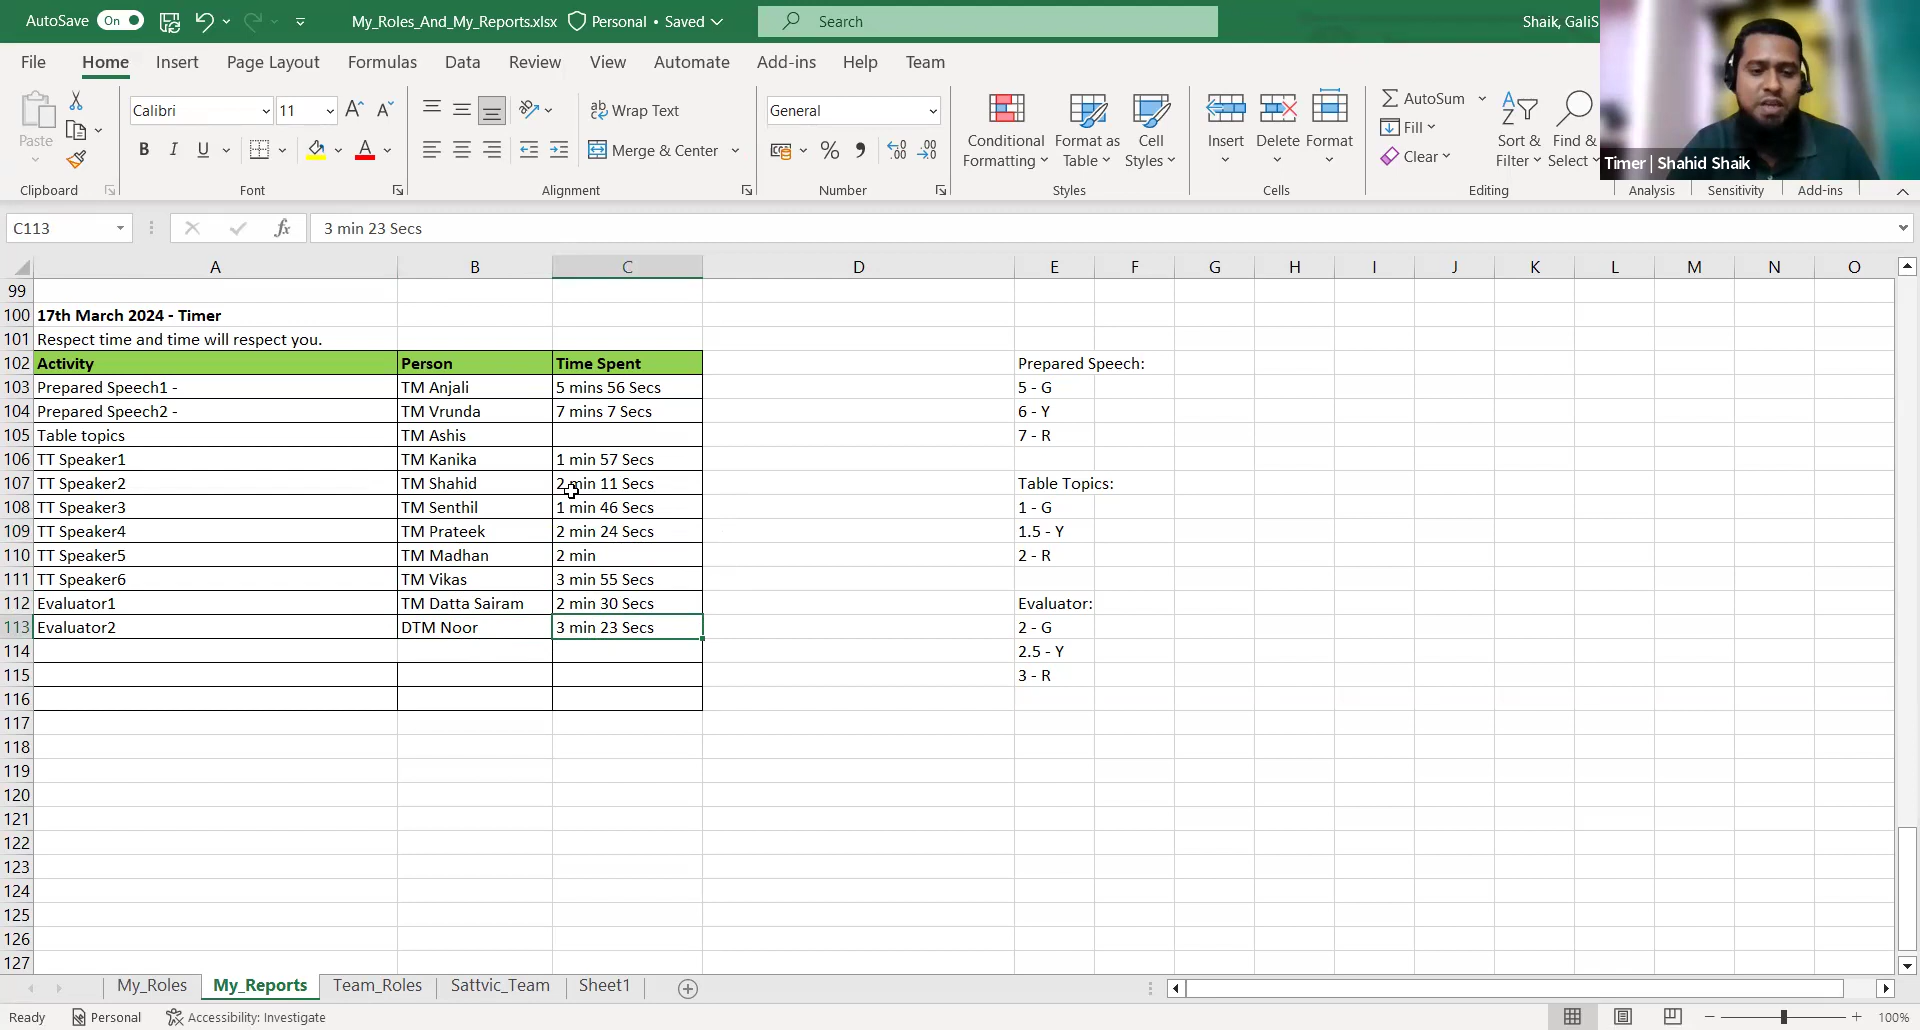 AutoSave On My_Roles_And_My_Reports.xlsx Personal • Saved Search Shaik, GaliS
File Home Insert Page Layout Formulas Data Review View Automate Add-ins Help Team
Paste
Clipboard
Calibri 11
B I U A
Font
Wrap Text
Merge & Center
Alignment
General
% , .00
Number
Conditional Formatting
Format as Table
Cell Styles
Styles
Insert Delete Format
Cells
AutoSum
Fill
Clear
Sort & Filter
Find & Select
Editing
Analysis Sensitivity Add-ins
Timer | Shahid Shaik
C113 fx 3 min 23 Secs
A B C D E F G H I J K L M N O
99
100 17th March 2024 - Timer
101 Respect time and time will respect you.
102 Activity Person Time Spent Prepared Speech:
103 Prepared Speech1 - TM Anjali 5 mins 56 Secs 5 - G
104 Prepared Speech2 - TM Vrunda 7 mins 7 Secs 6 - Y
105 Table topics TM Ashis 7 - R
106 TT Speaker1 TM Kanika 1 min 57 Secs
107 TT Speaker2 TM Shahid 2 min 11 Secs Table Topics:
108 TT Speaker3 TM Senthil 1 min 46 Secs 1 - G
109 TT Speaker4 TM Prateek 2 min 24 Secs 1.5 - Y
110 TT Speaker5 TM Madhan 2 min 2 - R
111 TT Speaker6 TM Vikas 3 min 55 Secs
112 Evaluator1 TM Datta Sairam 2 min 30 Secs Evaluator:
113 Evaluator2 DTM Noor 3 min 23 Secs 2 - G
114 2.5 - Y
115 3 - R
116
117
118
119
120
121
122
123
124
125
126
127
My_Roles My_Reports Team_Roles Sattvic_Team Sheet1
Ready Personal Accessibility: Investigate 100%